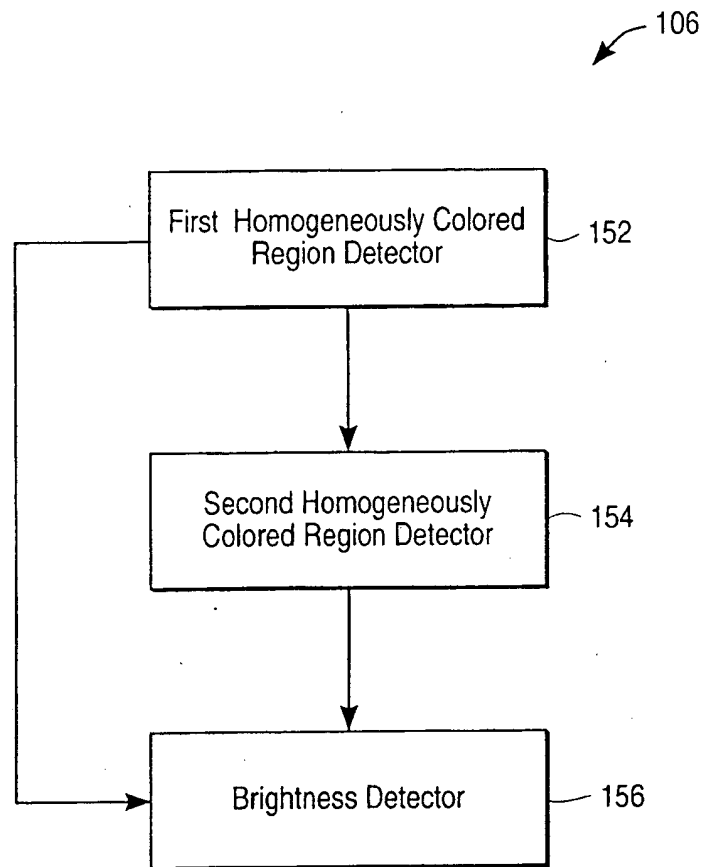 106
First Homogeneously Colored
Region Detector
152
Second Homogeneously
Colored Region Detector
154
Brightness Detector
156